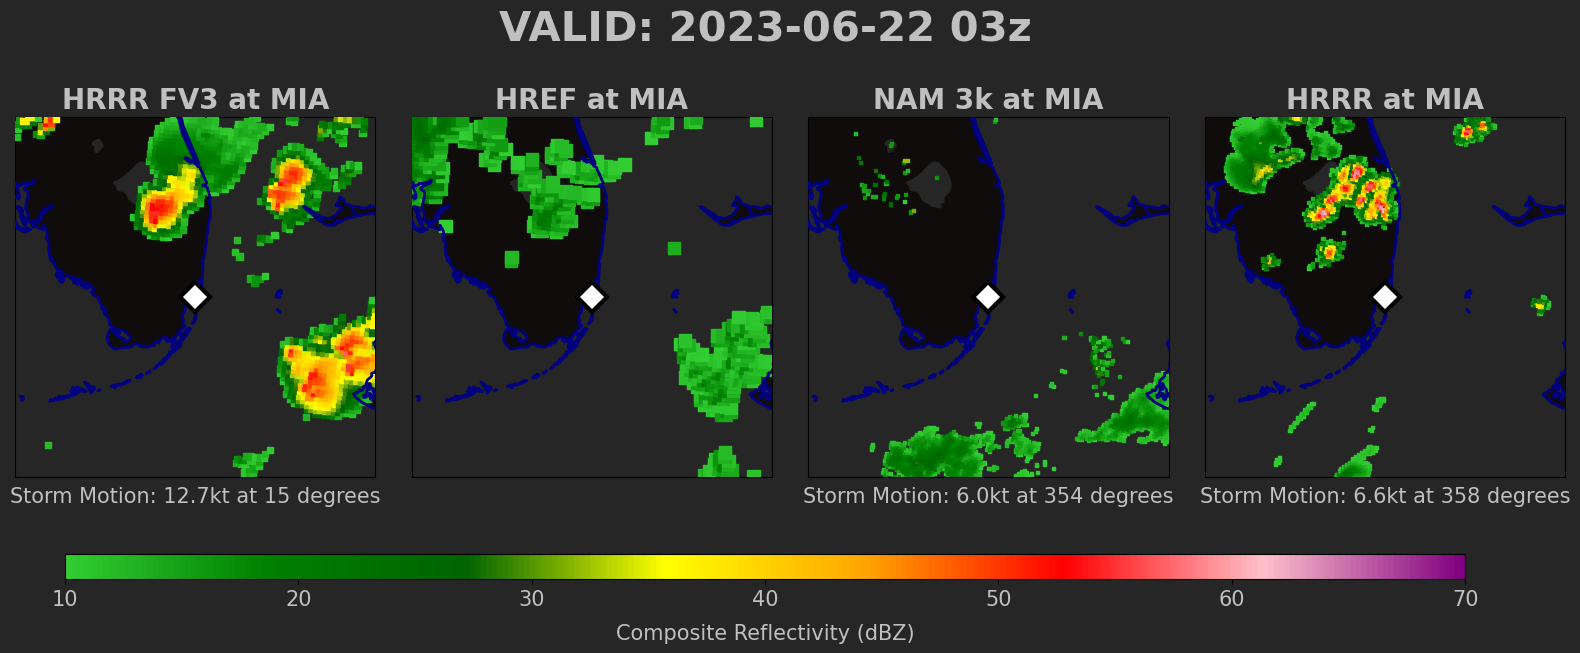 VALID: 2023-06-22 03z
HRRR FV3 at MIA
HREF at MIA
NAM 3k at MIA
HRRR at MIA
Storm Motion: 12.7kt at 15 degrees
Storm Motion: 6.0kt at 354 degrees
Storm Motion: 6.6kt at 358 degrees
10 20 30 40 50 60 70
Composite Reflectivity (dBZ)